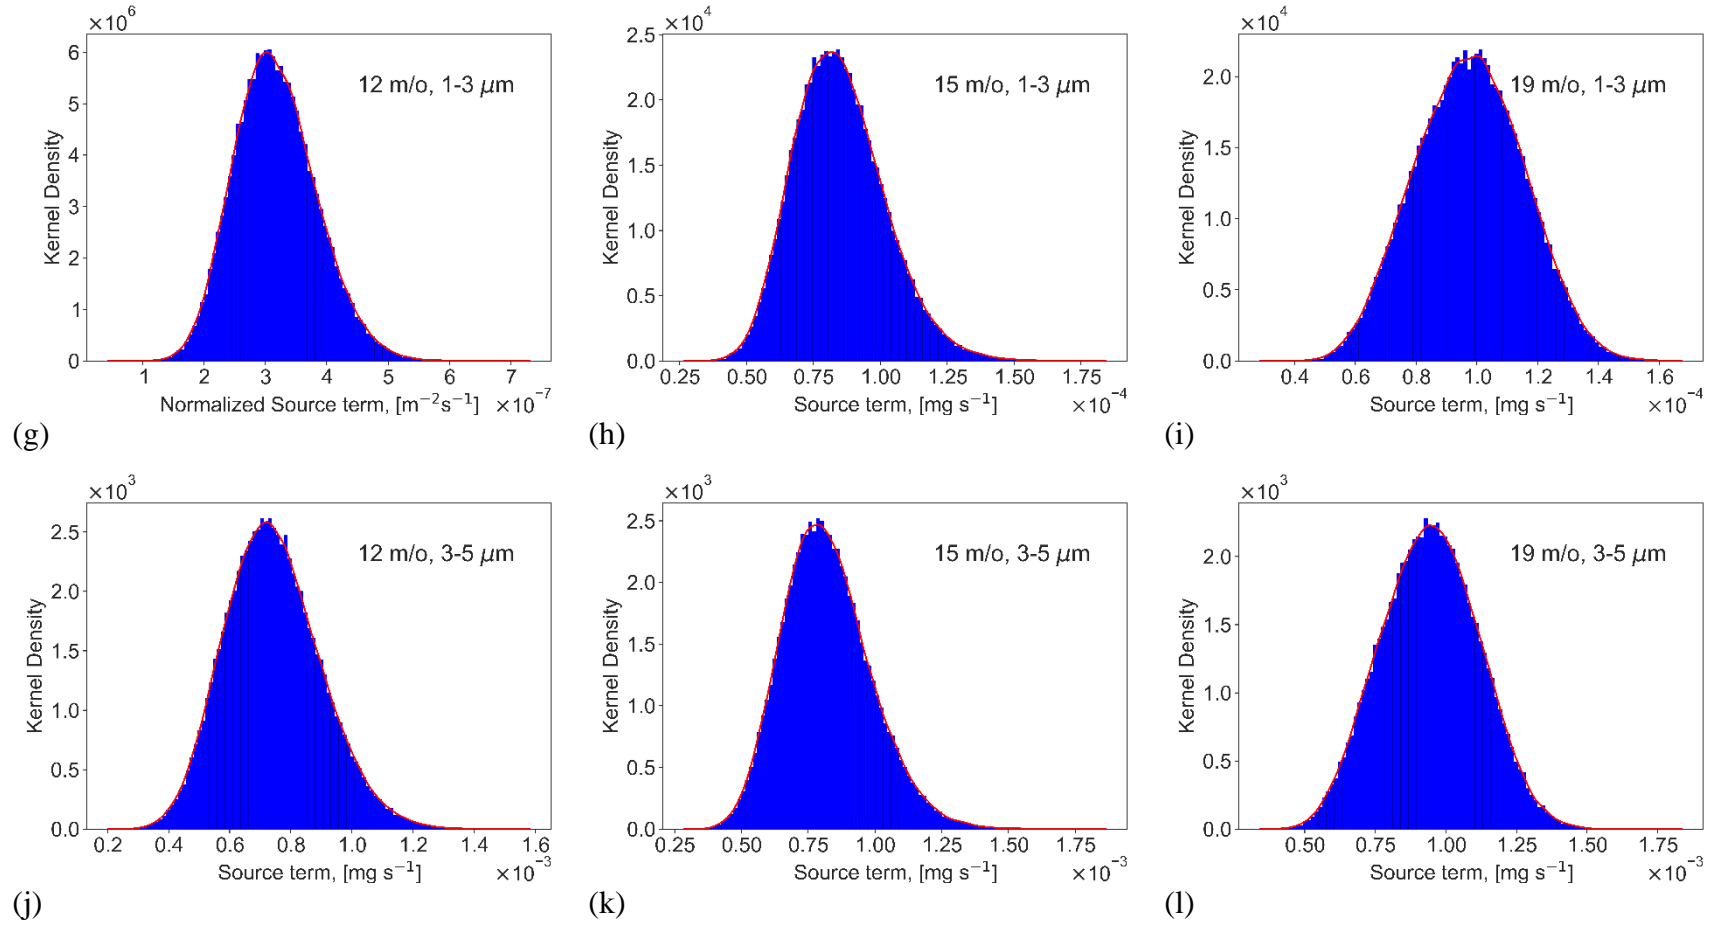 ×10⁶
12 m/o, 1-3 μm
Kernel Density
6
5
4
3
2
1
0
1 2 3 4 5 6 7
Normalized Source term, [m⁻²s⁻¹] ×10⁻⁷
(g)
×10⁴
15 m/o, 1-3 μm
Kernel Density
2.5
2.0
1.5
1.0
0.5
0.0
0.25 0.50 0.75 1.00 1.25 1.50 1.75
Source term, [mg s⁻¹] ×10⁻⁴
(h)
×10⁴
19 m/o, 1-3 μm
Kernel Density
2.0
1.5
1.0
0.5
0.0
0.4 0.6 0.8 1.0 1.2 1.4 1.6
Source term, [mg s⁻¹] ×10⁻⁴
(i)
×10³
12 m/o, 3-5 μm
Kernel Density
2.5
2.0
1.5
1.0
0.5
0.0
0.2 0.4 0.6 0.8 1.0 1.2 1.4 1.6
Source term, [mg s⁻¹] ×10⁻³
(j)
×10³
15 m/o, 3-5 μm
Kernel Density
2.5
2.0
1.5
1.0
0.5
0.0
0.25 0.50 0.75 1.00 1.25 1.50 1.75
Source term, [mg s⁻¹] ×10⁻³
(k)
×10³
19 m/o, 3-5 μm
Kernel Density
2.0
1.5
1.0
0.5
0.0
0.50 0.75 1.00 1.25 1.50 1.75
Source term, [mg s⁻¹] ×10⁻³
(l)